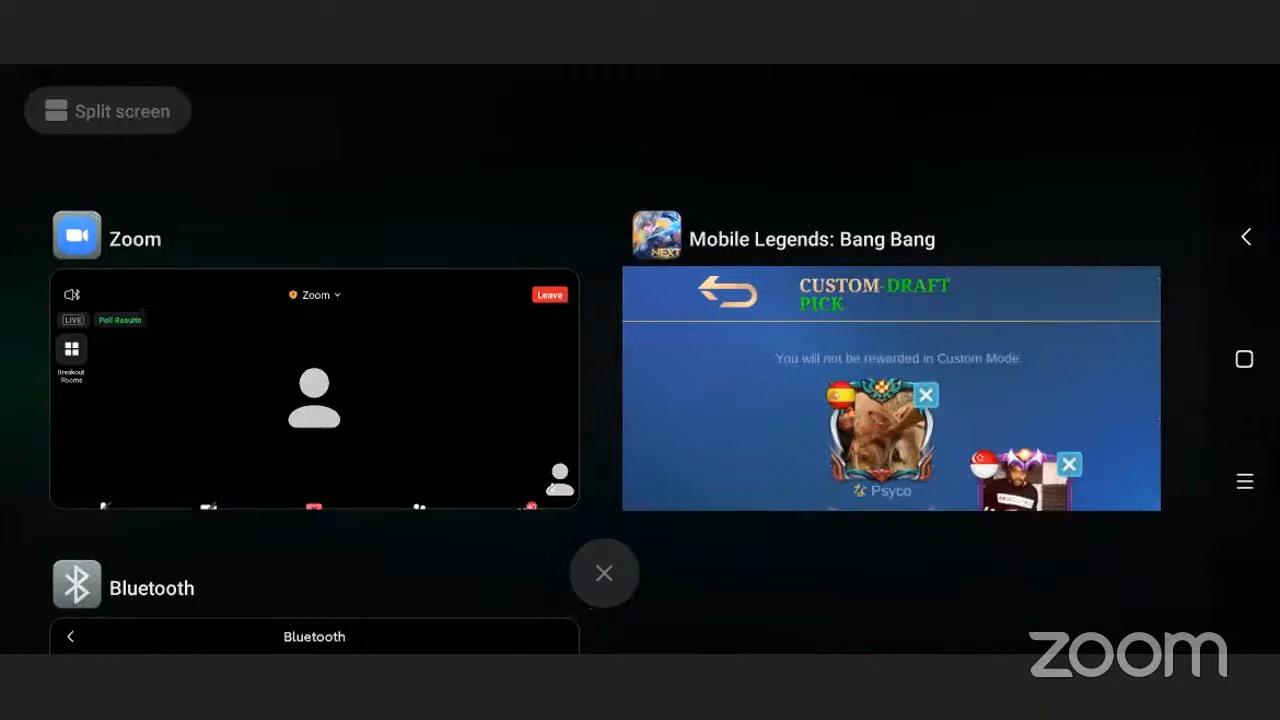 Split screen
Zoom
Mobile Legends: Bang Bang
NEXT
Zoom
Leave
LIVE
Poll Results
Breakout
Rooms
40
CUSTOM-DRAFT
PICK
You will not be rewarded in Custom Mode.
Psyco
Bluetooth
Bluetooth
zoom